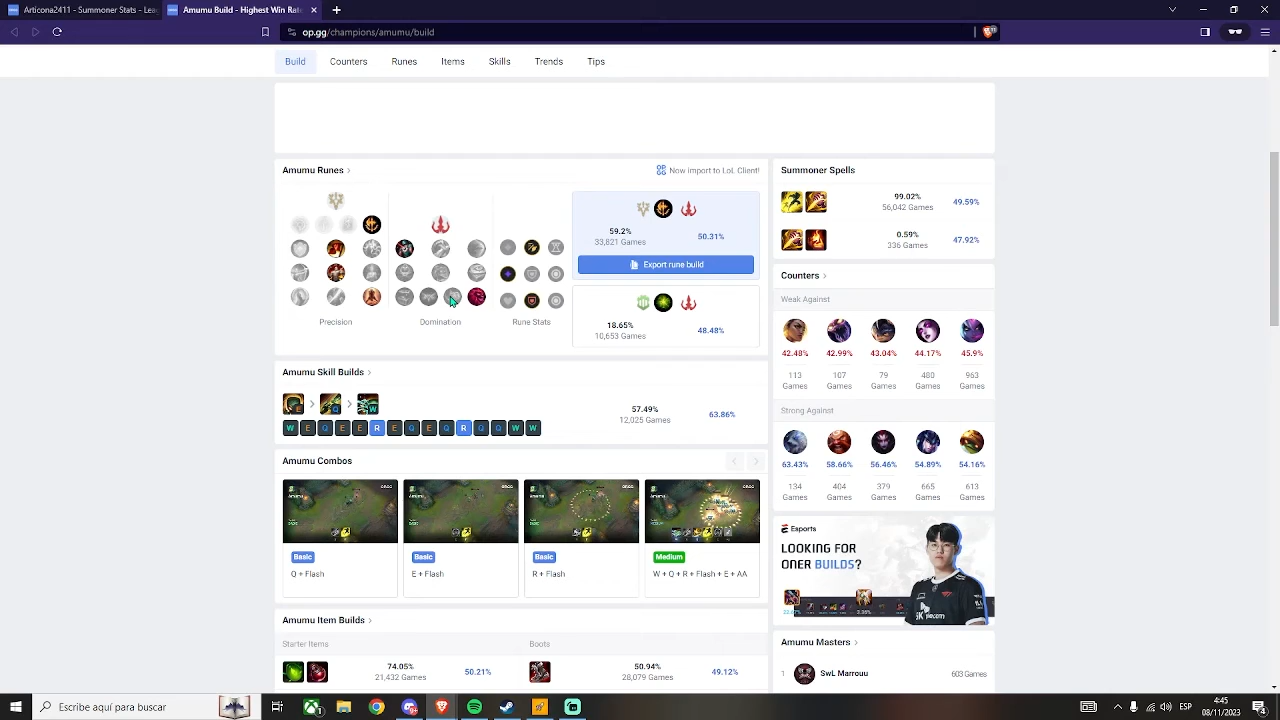 Articona2411 - Summoner Stats - Lea
Amumu Build - Highest Win Rat
op.gg/champions/amumu/build
Build Counters Runes Items Skills Trends Tips
Amumu Runes
Now import to LoL Client!
59.2%
33,821 Games
50.31%
Export rune build
18.65%
10,653 Games
48.48%
Precision Domination Rune Stats
Summoner Spells
99.02%
56,042 Games
49.59%
0.59%
336 Games
47.92%
Counters
Weak Against
42.48% 42.99% 43.04% 44.17% 45.9%
113 107 79 480 963
Games Games Games Games Games
Strong Against
63.43% 58.66% 56.46% 54.89% 54.16%
134 404 379 665 613
Games Games Games Games Games
Amumu Skill Builds
E Q W
57.49%
12,025 Games
63.86%
W E Q E E R E Q E Q R Q Q W W
Amumu Combos
Basic
Q + Flash
Basic
E + Flash
Basic
R + Flash
Medium
W + Q + R + Flash + E + AA
Esports
LOOKING FOR
ONER BUILDS?
Amumu Item Builds
Starter Items Boots
74.05%
21,432 Games
50.21%
50.94%
28,079 Games
49.12%
Amumu Masters
1 SwL Marrouu 603 Games
Escribe aquí para buscar
ESP
4:45
08/11/2023